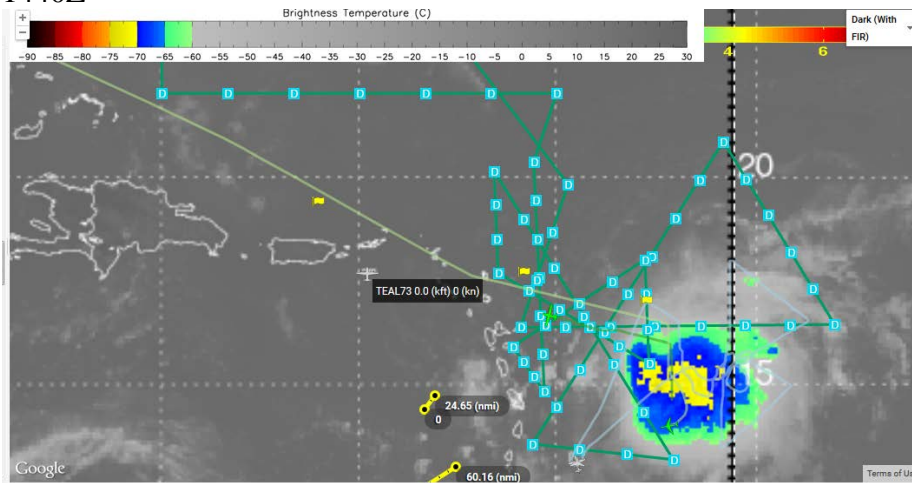 Brightness Temperature (C)
+
−
−90 −85 −80 −75 −70 −65 −60 −55 −50 −45 −40 −35 −30 −25 −20 −15 −10 −5 0 5 10 15 20 25 30
4 6
Dark (With
FIR)
D D D D D D D
20
TEAL73 0.0 (kft) 0 (kn)
15
24.65 (nmi)
0
60.16 (nmi)
Google
Terms of Us